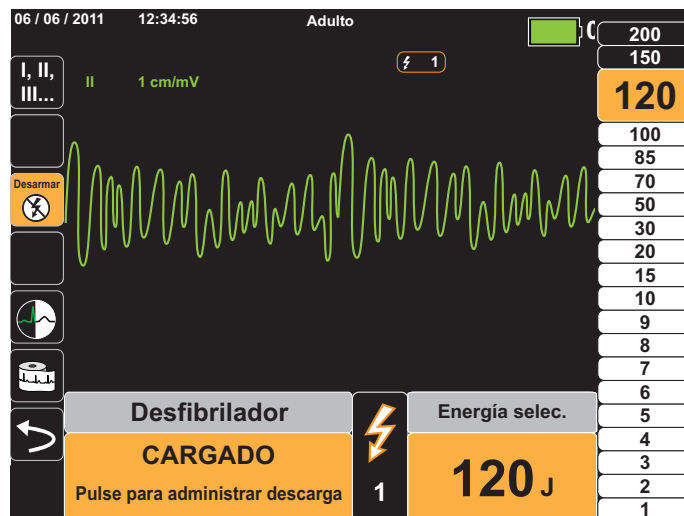 06 / 06 / 2011 12:34:56 Adulto
1
I, II,
III...
II 1 cm/mV
Desarmar
200
150
120
100
85
70
50
30
20
15
10
9
8
7
6
5
4
3
2
1
Desfibrilador
CARGADO
Pulse para administrar descarga
1
Energía selec.
120 J